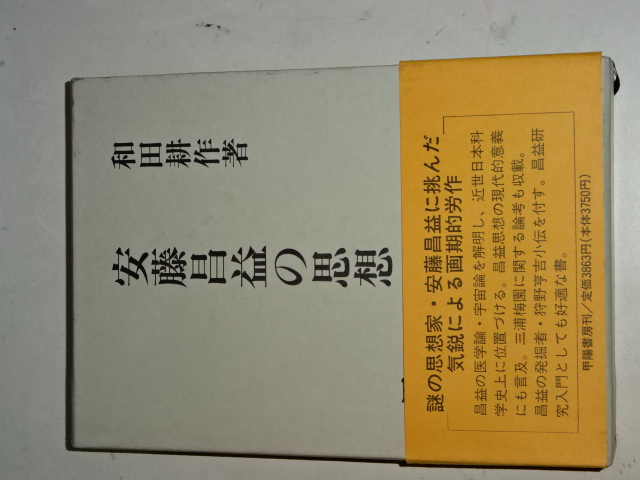 和田耕作著
安藤昌益の思想
謎の思想家・安藤昌益に挑んだ
気鋭による画期的労作
昌益の医学論・宇宙論を解明し、近世日本科
学史上に位置づける。昌益思想の現代的意義
にも言及。三浦梅園に関する論考も収載。
昌益の発掘者・狩野亨吉小伝を付す。昌益研
究入門としても好適な書。
甲陽書房刊／定価3863円(本体3750円)